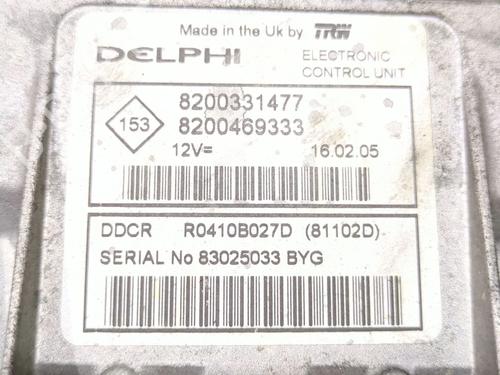 Made in the Uk by TRW
DELPHI
ELECTRONIC
CONTROL UNIT
153
8200331477
8200469333
12V=
16.02.05
DDCR R0410B027D (81102D)
SERIAL No 83025033 BYG